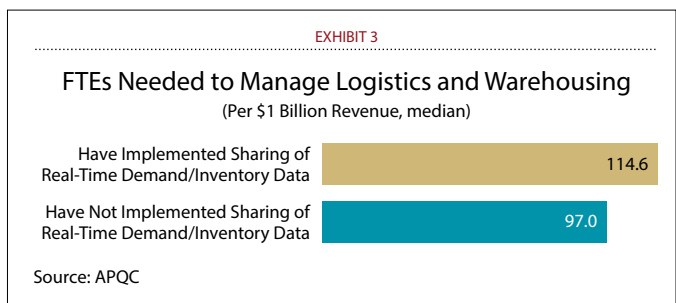 EXHIBIT 3
FTEs Needed to Manage Logistics and Warehousing
(Per $1 Billion Revenue, median)
Have Implemented Sharing of
Real-Time Demand/Inventory Data
114.6
Have Not Implemented Sharing of
Real-Time Demand/Inventory Data
97.0
Source: APQC